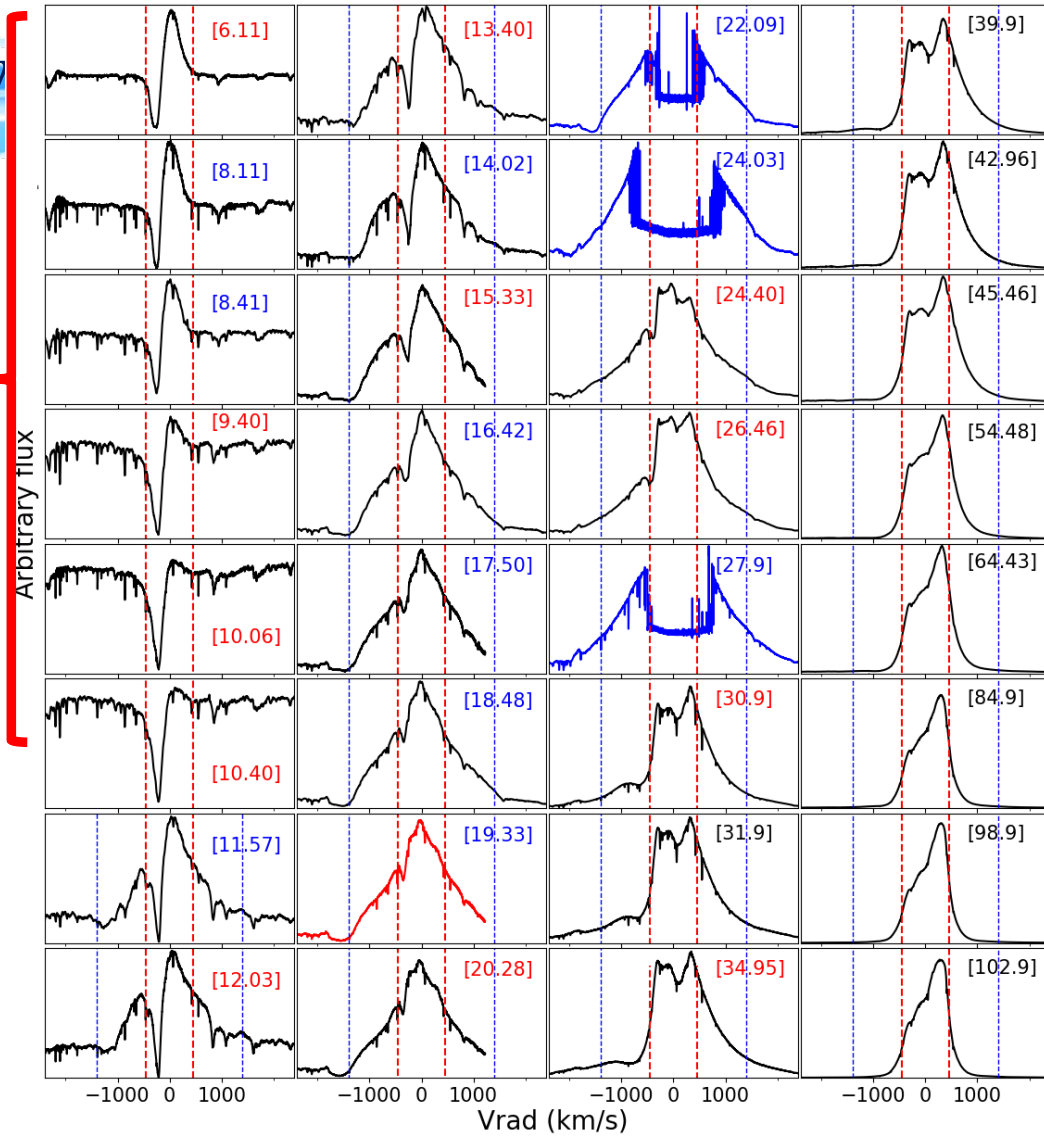 [6.11] [13.40] [22.09] [39.9]
[8.11] [14.02] [24.03] [42.96]
[8.41] [15.33] [24.40] [45.46]
[9.40] [16.42] [26.46] [54.48]
Arbitrary flux
[10.06] [17.50] [27.9] [64.43]
[10.40] [18.48] [30.9] [84.9]
[11.57] [19.33] [31.9] [98.9]
[12.03] [20.28] [34.95] [102.9]
−1000 0 1000 −1000 0 1000 −1000 0 1000 −1000 0 1000
Vrad (km/s)